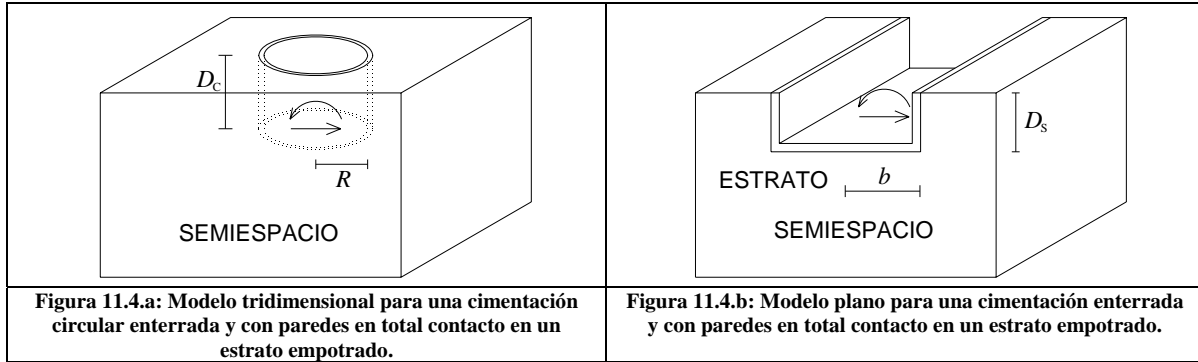 D_C
R
SEMIESPACIO
D_S
ESTRATO
b
SEMIESPACIO
Figura 11.4.a: Modelo tridimensional para una cimentación
circular enterrada y con paredes en total contacto en un
estrato empotrado.
Figura 11.4.b: Modelo plano para una cimentación enterrada
y con paredes en total contacto en un estrato empotrado.